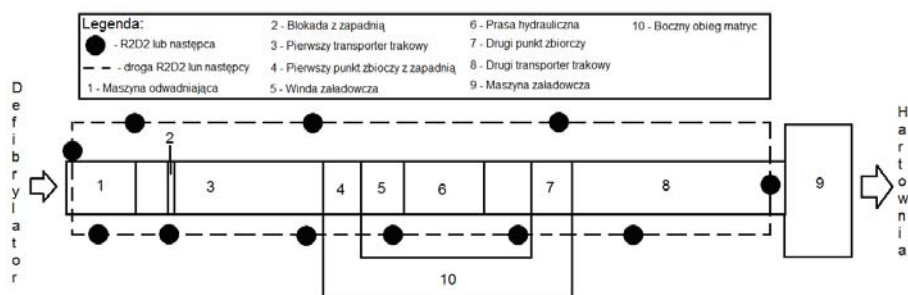 Legenda:
- R2D2 lub następca
- droga R2D2 lun następcy
1 - Maszyna odwadniająca
2 - Blokada z zapadnią
3 - Pierwszy transporter trakowy
4 - Pierwszy punkt zbioczy z zapadnią
5 - Winda załadowcza
6 - Prasa hydrauliczna
7 - Drugi punkt zbiorczy
8 - Drugi transporter trakowy
9 - Maszyna załadowcza
10 - Boczny obieg matryc
Defibrylator
2
1
3
4
5
6
7
8
9
10
Hartownia